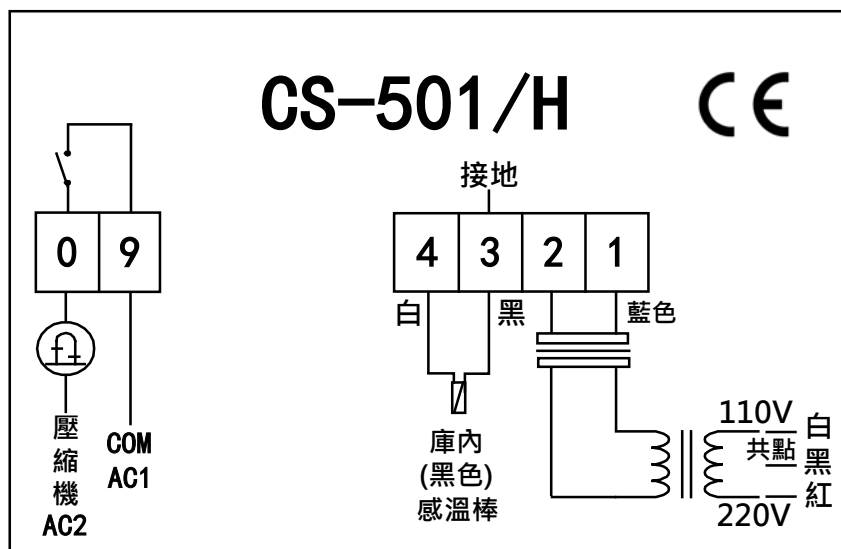 CS-501/H CE
接地
0 9
4 3 2 1
白 黑 藍色
壓縮機
AC2
COM
AC1
庫內
(黑色)
感溫棒
110V 白
共點 黑
220V 紅